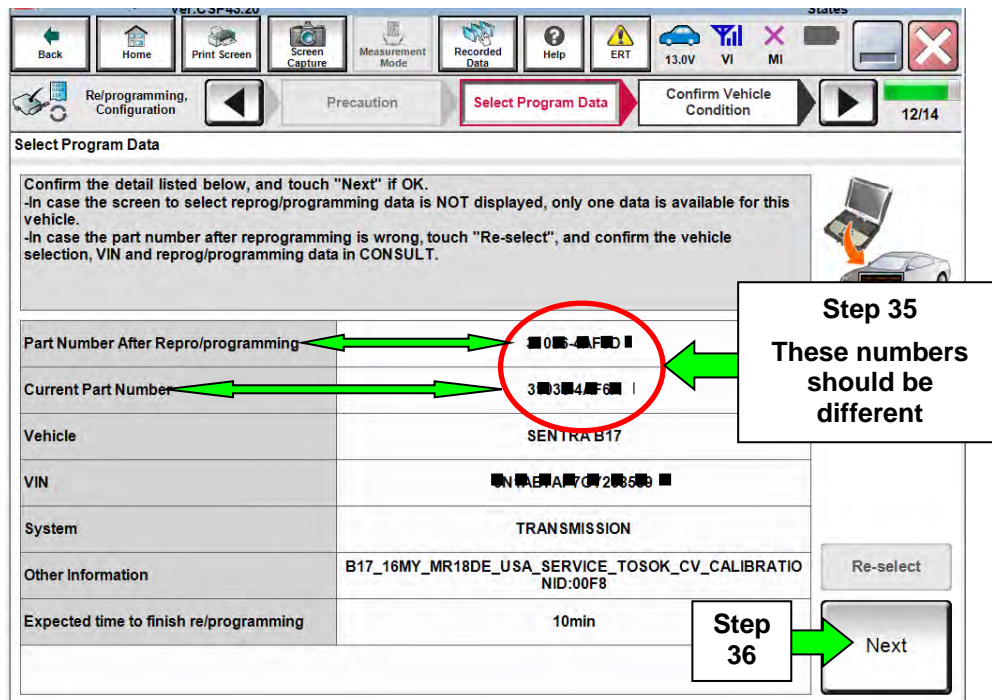 Ver.CSP43.20
States
Back
Home
Print Screen
Screen
Capture
Measurement
Mode
Recorded
Data
Help
ERT
13.0V
VI
MI
Re/programming,
Configuration
Precaution
Select Program Data
Confirm Vehicle
Condition
12/14
Select Program Data
Confirm the detail listed below, and touch "Next" if OK.
-In case the screen to select reprog/programming data is NOT displayed, only one data is available for this
vehicle.
-In case the part number after reprogramming is wrong, touch "Re-select", and confirm the vehicle
selection, VIN and reprog/programming data in CONSULT.
Step 35
These numbers
should be
different
Part Number After Repro/programming
Current Part Number
Vehicle
SENTRA B17
VIN
System
TRANSMISSION
Other Information
B17_16MY_MR18DE_USA_SERVICE_TOSOK_CV_CALIBRATIO
NID:00F8
Re-select
Expected time to finish re/programming
10min
Step
36
Next